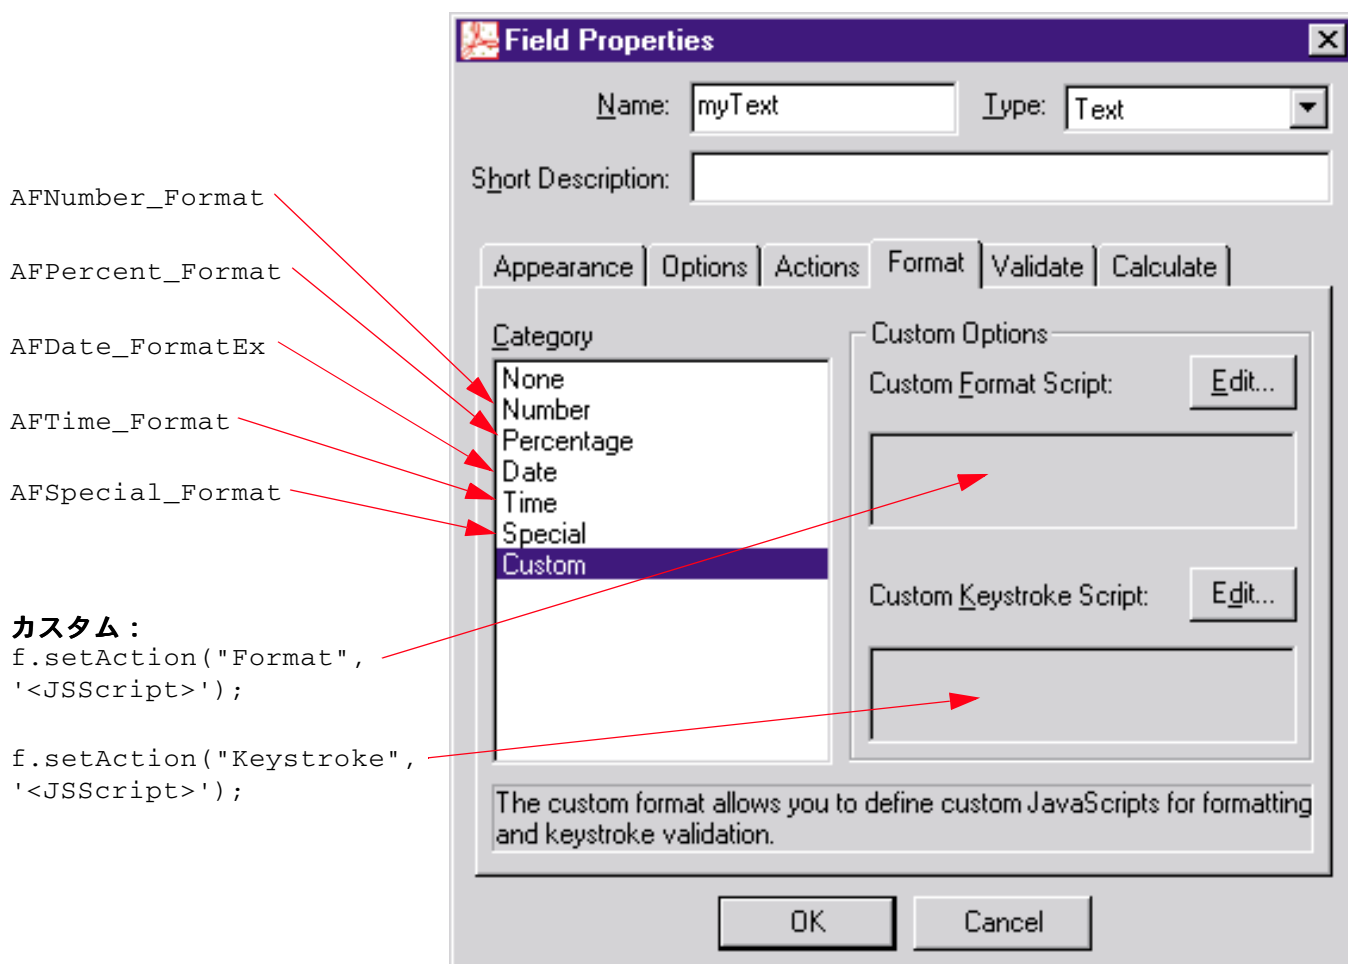 Field Properties
Name: myText Type: Text
Short Description:
AFNumber_Format
AFPercent_Format
AFDate_FormatEx
AFTime_Format
AFSpecial_Format
カスタム：
f.setAction("Format",
'<JSScript>');
f.setAction("Keystroke",
'<JSScript>');
Appearance Options Actions Format Validate Calculate
Category
None
Number
Percentage
Date
Time
Special
Custom
Custom Options
Custom Format Script: Edit...
Custom Keystroke Script: Edit...
The custom format allows you to define custom JavaScripts for formatting
and keystroke validation.
OK Cancel